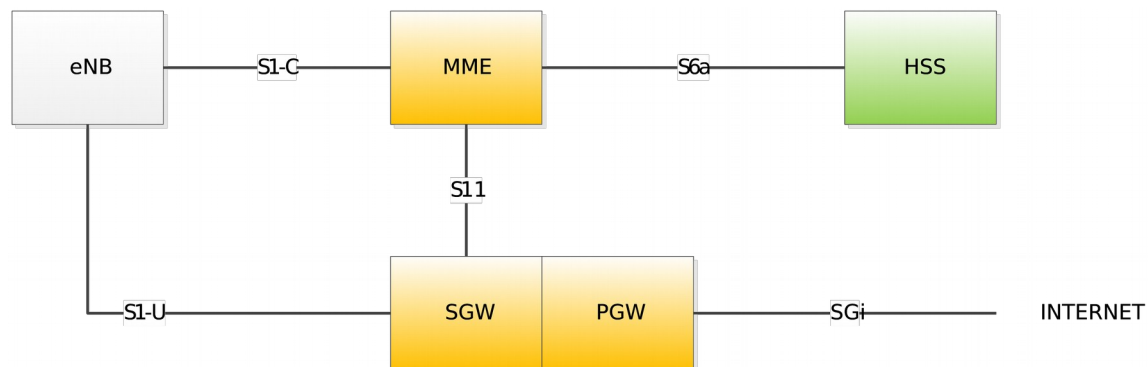 eNB
S1-C
MME
S6a
HSS
S11
S1-U
SGW
PGW
SGi
INTERNET